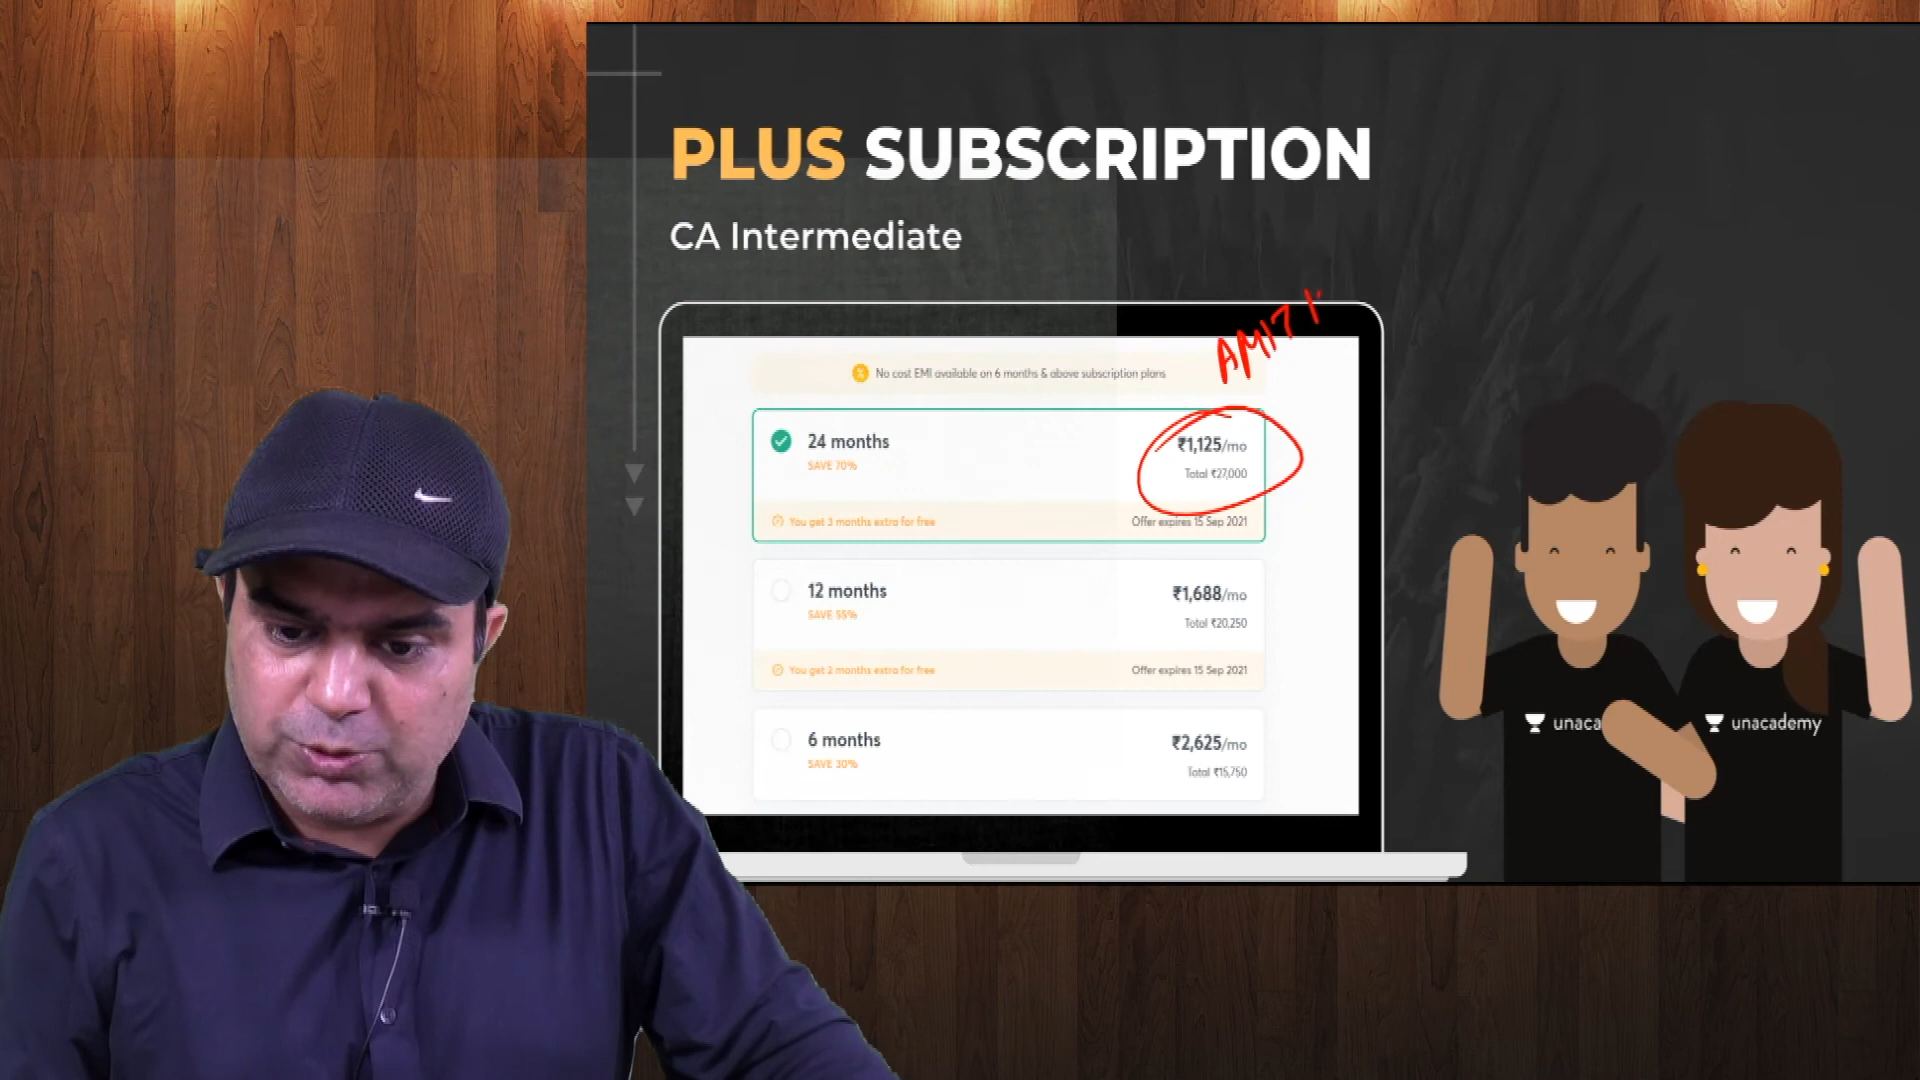 PLUS SUBSCRIPTION
CA Intermediate
AMIT
No cost EMI available on 6 months & above subscription plans
24 months
₹1,125/mo
SAVE 70%
Total ₹27,000
You get 3 months extra for free
Offer expires 15 Sep 2021
12 months
₹1,688/mo
SAVE 55%
Total ₹20,250
You get 2 months extra for free
Offer expires 15 Sep 2021
6 months
₹2,625/mo
SAVE 30%
Total ₹15,750
unaca
unacademy